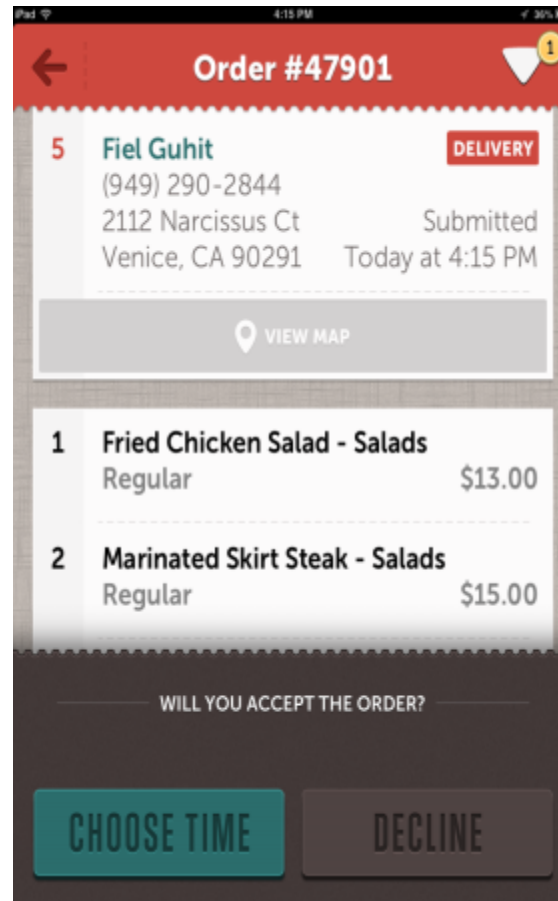 iPad 4:15 PM 36%
Order #47901
1
5 Fiel Guhit DELIVERY
(949) 290-2844
2112 Narcissus Ct Submitted
Venice, CA 90291 Today at 4:15 PM
VIEW MAP
1 Fried Chicken Salad - Salads
Regular $13.00
2 Marinated Skirt Steak - Salads
Regular $15.00
WILL YOU ACCEPT THE ORDER?
CHOOSE TIME DECLINE